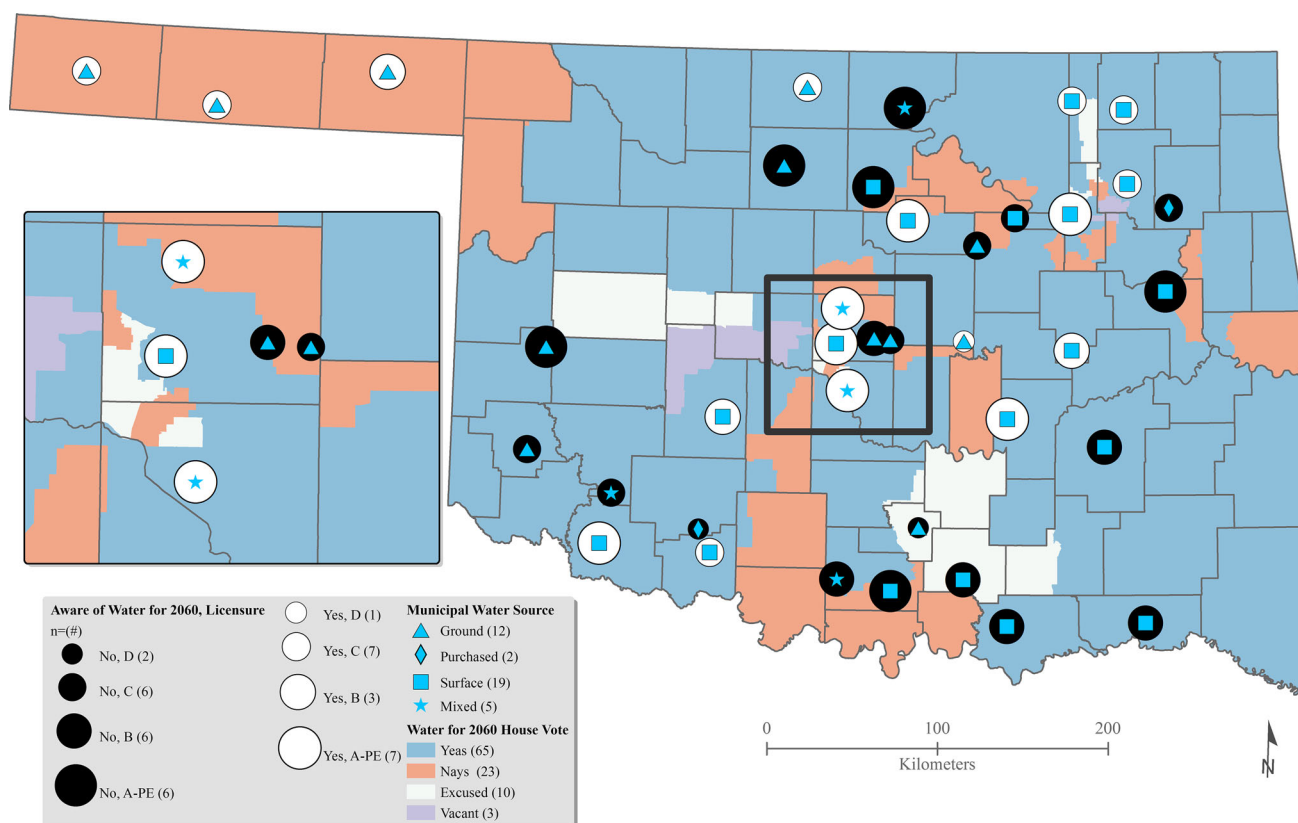 Aware of Water for 2060, Licensure
n=(#)
No, D (2)
No, C (6)
No, B (6)
No, A-PE (6)
Yes, D (1)
Yes, C (7)
Yes, B (3)
Yes, A-PE (7)
Municipal Water Source
Ground (12)
Purchased (2)
Surface (19)
Mixed (5)
Water for 2060 House Vote
Yeas (65)
Nays (23)
Excused (10)
Vacant (3)
0 100 200
Kilometers
N